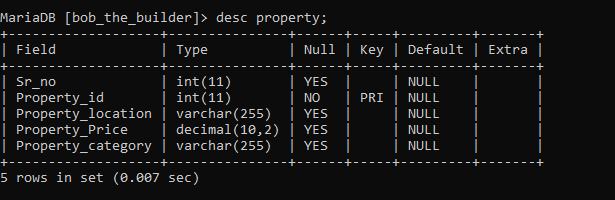 MariaDB [bob_the_builder]> desc property;
+-------------------+---------------+------+-----+---------+-------+
| Field             | Type          | Null | Key | Default | Extra |
+-------------------+---------------+------+-----+---------+-------+
| Sr_no             | int(11)       | YES  |     | NULL    |       |
| Property_id       | int(11)       | NO   | PRI | NULL    |       |
| Property_location | varchar(255)  | YES  |     | NULL    |       |
| Property_Price    | decimal(10,2) | YES  |     | NULL    |       |
| Property_category | varchar(255)  | YES  |     | NULL    |       |
+-------------------+---------------+------+-----+---------+-------+
5 rows in set (0.007 sec)